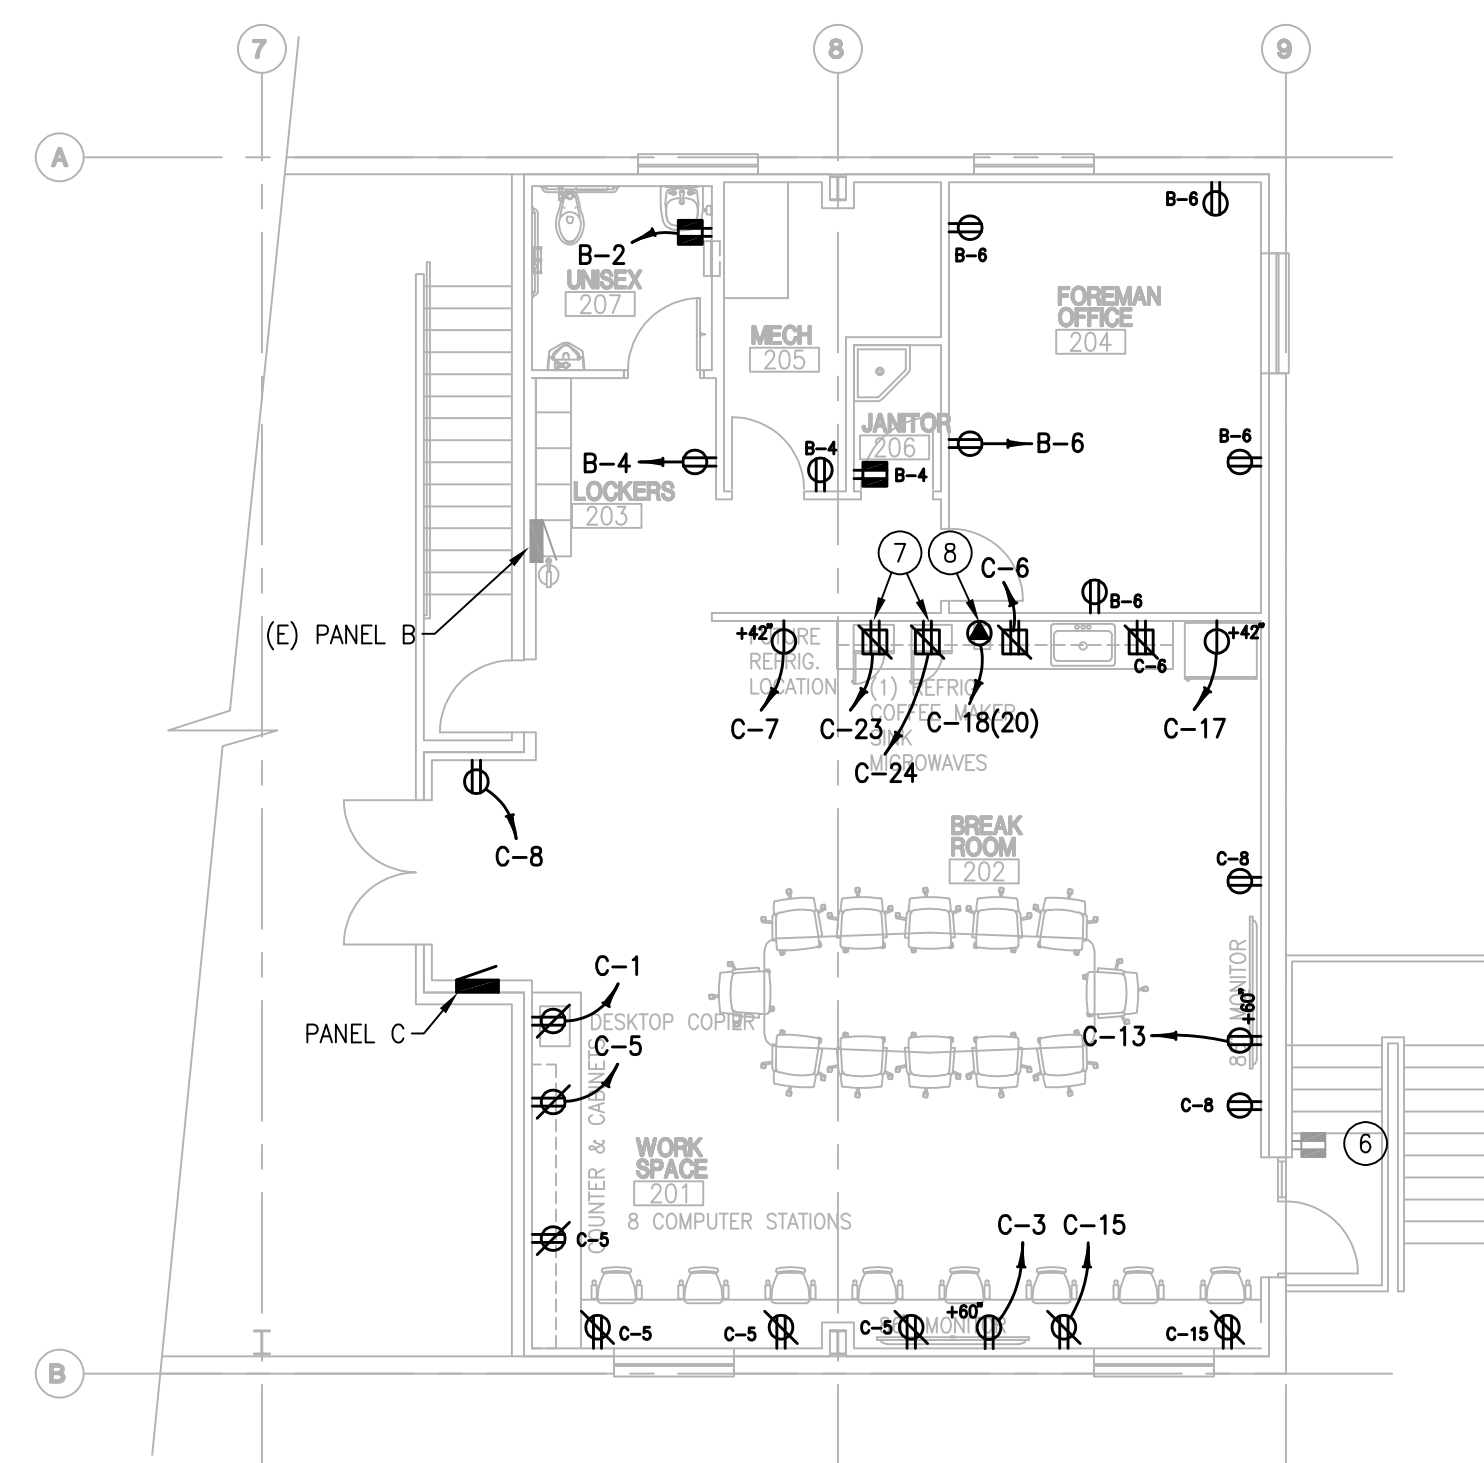 7
8
9
A
B-6
B-2
B-6
UNISEX
207
FOREMAN
OFFICE
204
MECH
205
JANITOR
206
B-4
B-4
B-4
B-6
B-6
LOCKERS
203
7
8
C-6
B-6
(E) PANEL B
+42"
FUTURE
REFRIG.
LOCATION
C-6
+42"
(1) REFRIG
COFFEE MAKER
SINK
MICROWAVES
C-7
C-23
C-18(20)
C-17
C-24
C-8
BREAK
ROOM
202
C-8
C-1
PANEL C
DESKTOP COPIER
C-5
COUNTER & CABINETS
MONITOR
+60"
C-13
C-8
6
WORK
SPACE
201
8 COMPUTER STATIONS
C-5
C-3
C-15
+60"
MONITOR
C-5
C-5
C-5
C-15
B